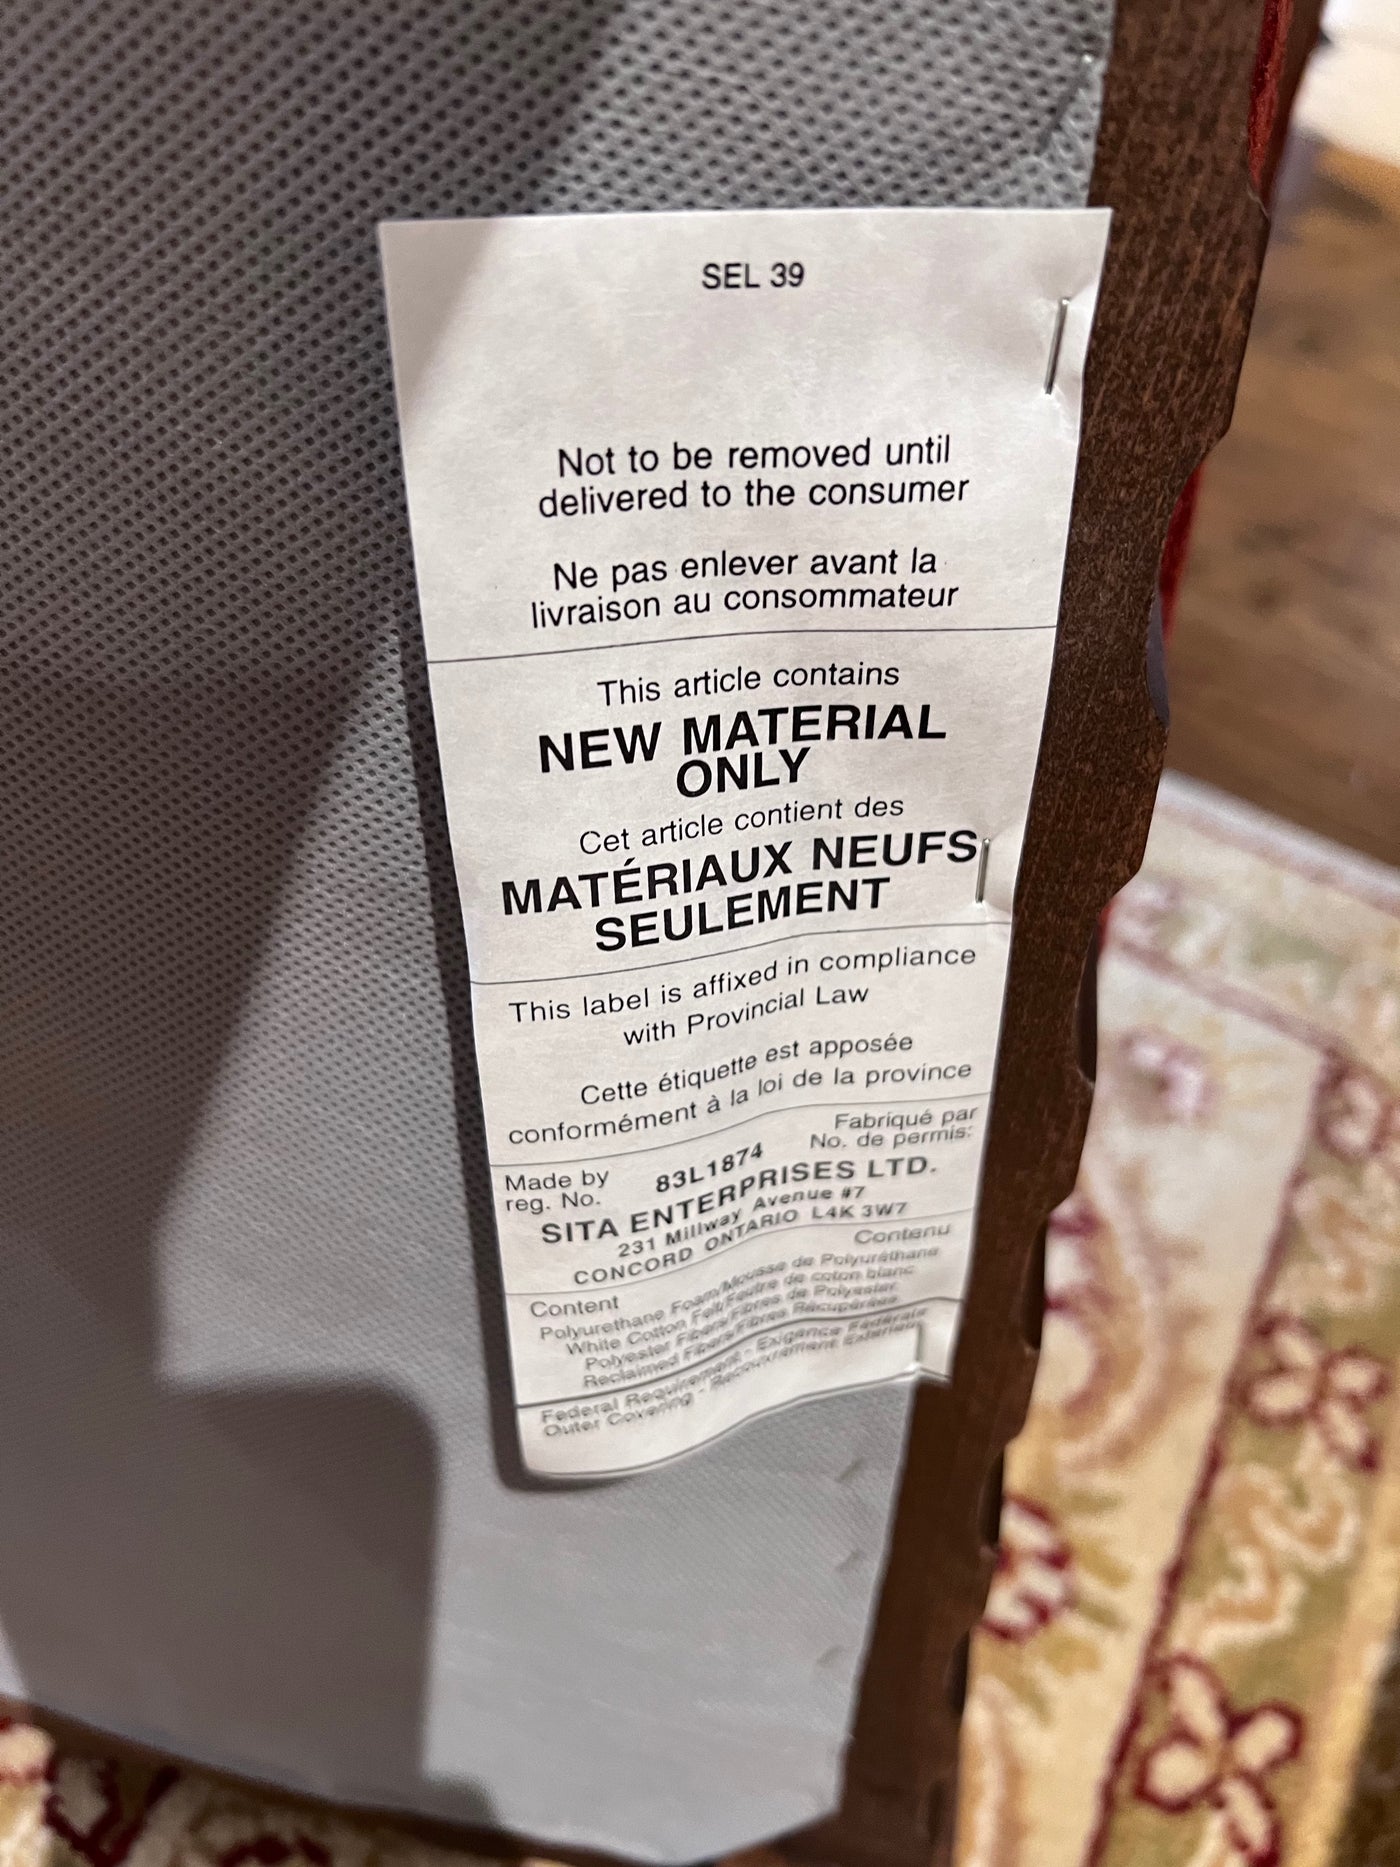 SEL 39
Not to be removed until
delivered to the consumer
Ne pas enlever avant la
livraison au consommateur
This article contains
NEW MATERIAL
ONLY
Cet article contient des
MATÉRIAUX NEUFS
SEULEMENT
This label is affixed in compliance
with Provincial Law
Cette étiquette est apposée
conformément à la loi de la province
Made by
reg. No.
83L1874
Fabriqué par
No. de permis:
SITA ENTERPRISES LTD.
231 Millway Avenue #7
CONCORD ONTARIO L4K 3W7
Content
Contenu
Polyurethane Foam/Mousse de Polyuréthane
White Cotton Felt/Feutre de coton blanc
Polyester Fibers/Fibres de Polyester
Reclaimed Fibers/Fibres Récupérées
Federal Requirement - Exigence Fédérale
Outer Covering - Recouvrement Extérieur